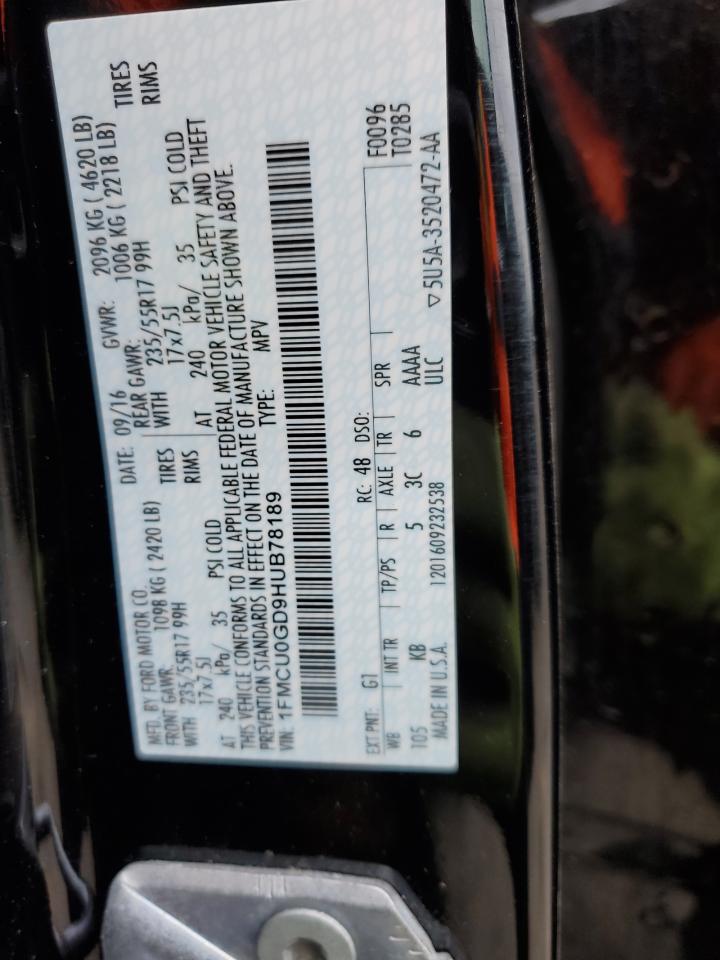 MFD. BY FORD MOTOR CO. DATE: 09/16 GVWR: 2096 KG ( 4620 LB)
FRONT GAWR: 1098 KG ( 2420 LB) REAR GAWR: 1006 KG ( 2218 LB)
WITH 235/55R17 99H TIRES WITH 235/55R17 99H TIRES
17x7.5J RIMS 17x7.5J RIMS
AT 240 kPa/ 35 PSI COLD AT 240 kPa/ 35 PSI COLD
THIS VEHICLE CONFORMS TO ALL APPLICABLE FEDERAL MOTOR VEHICLE SAFETY AND THEFT
PREVENTION STANDARDS IN EFFECT ON THE DATE OF MANUFACTURE SHOWN ABOVE.
VIN: 1FMCU0GD9HUB78189 TYPE: MPV
F0096
T0285
EXT PNT: G1 RC: 48 DSO:
WB INT TR TP/PS R AXLE TR SPR
105 KB 5 3C 6 AAAA
ULC
MADE IN U.S.A. 1201609232538 ▽5U5A-3520472-AA